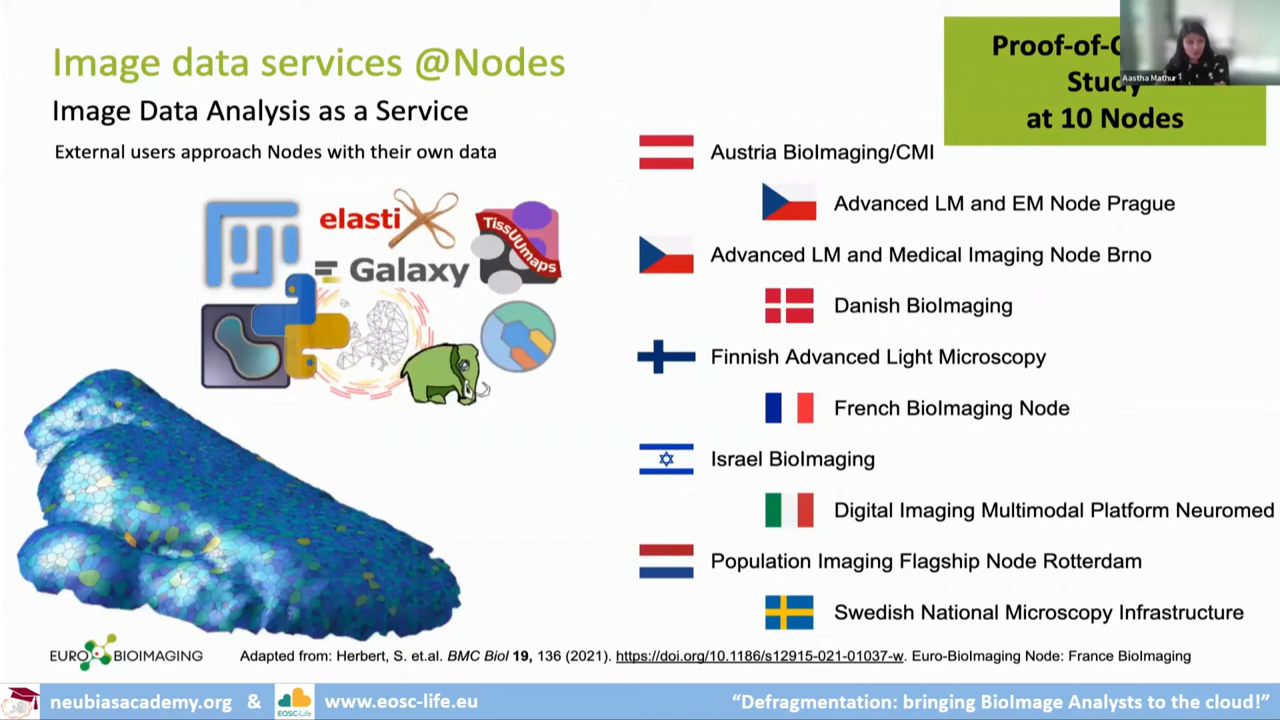 Image data services @Nodes
Image Data Analysis as a Service
External users approach Nodes with their own data
Proof-of-
Study
at 10 Nodes
Aastha Mathur
elastix
Galaxy
TissUUmaps
Austria BioImaging/CMI
Advanced LM and EM Node Prague
Advanced LM and Medical Imaging Node Brno
Danish BioImaging
Finnish Advanced Light Microscopy
French BioImaging Node
Israel BioImaging
Digital Imaging Multimodal Platform Neuromed
Population Imaging Flagship Node Rotterdam
Swedish National Microscopy Infrastructure
EURO BIOIMAGING
Adapted from: Herbert, S. et.al. BMC Biol 19, 136 (2021). https://doi.org/10.1186/s12915-021-01037-w. Euro-BioImaging Node: France BioImaging
neubiasacademy.org & EOSC-Life www.eosc-life.eu “Defragmentation: bringing BioImage Analysts to the cloud!”